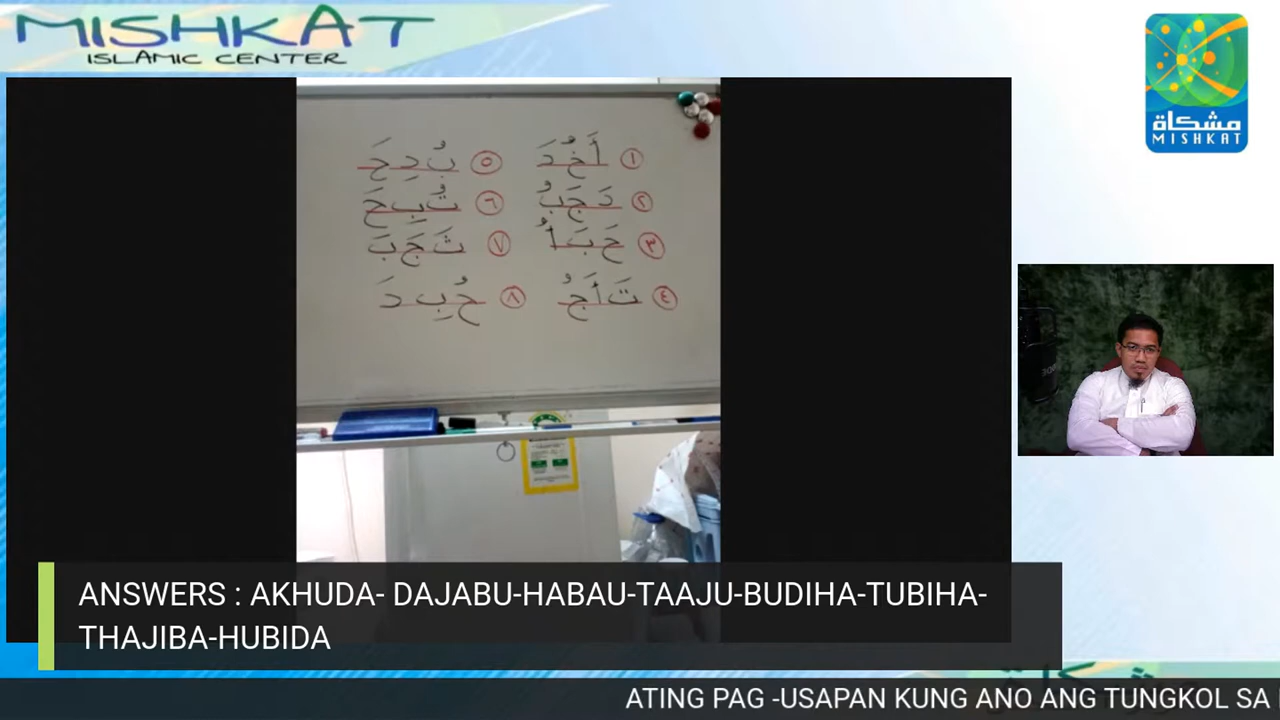 MISHKAT
ISLAMIC CENTER
مشكاة
MISHKAT
١ أَخُدَ
٢ دَجَبُ
٣ حَبَأُ
٤ تَأَجُ
٥ بُدِحَ
٦ تُبِحَ
٧ ثَجَبَ
٨ حُبِدَ
ANSWERS : AKHUDA- DAJABU-HABAU-TAAJU-BUDIHA-TUBIHA-
THAJIBA-HUBIDA
ATING PAG -USAPAN KUNG ANO ANG TUNGKOL SA